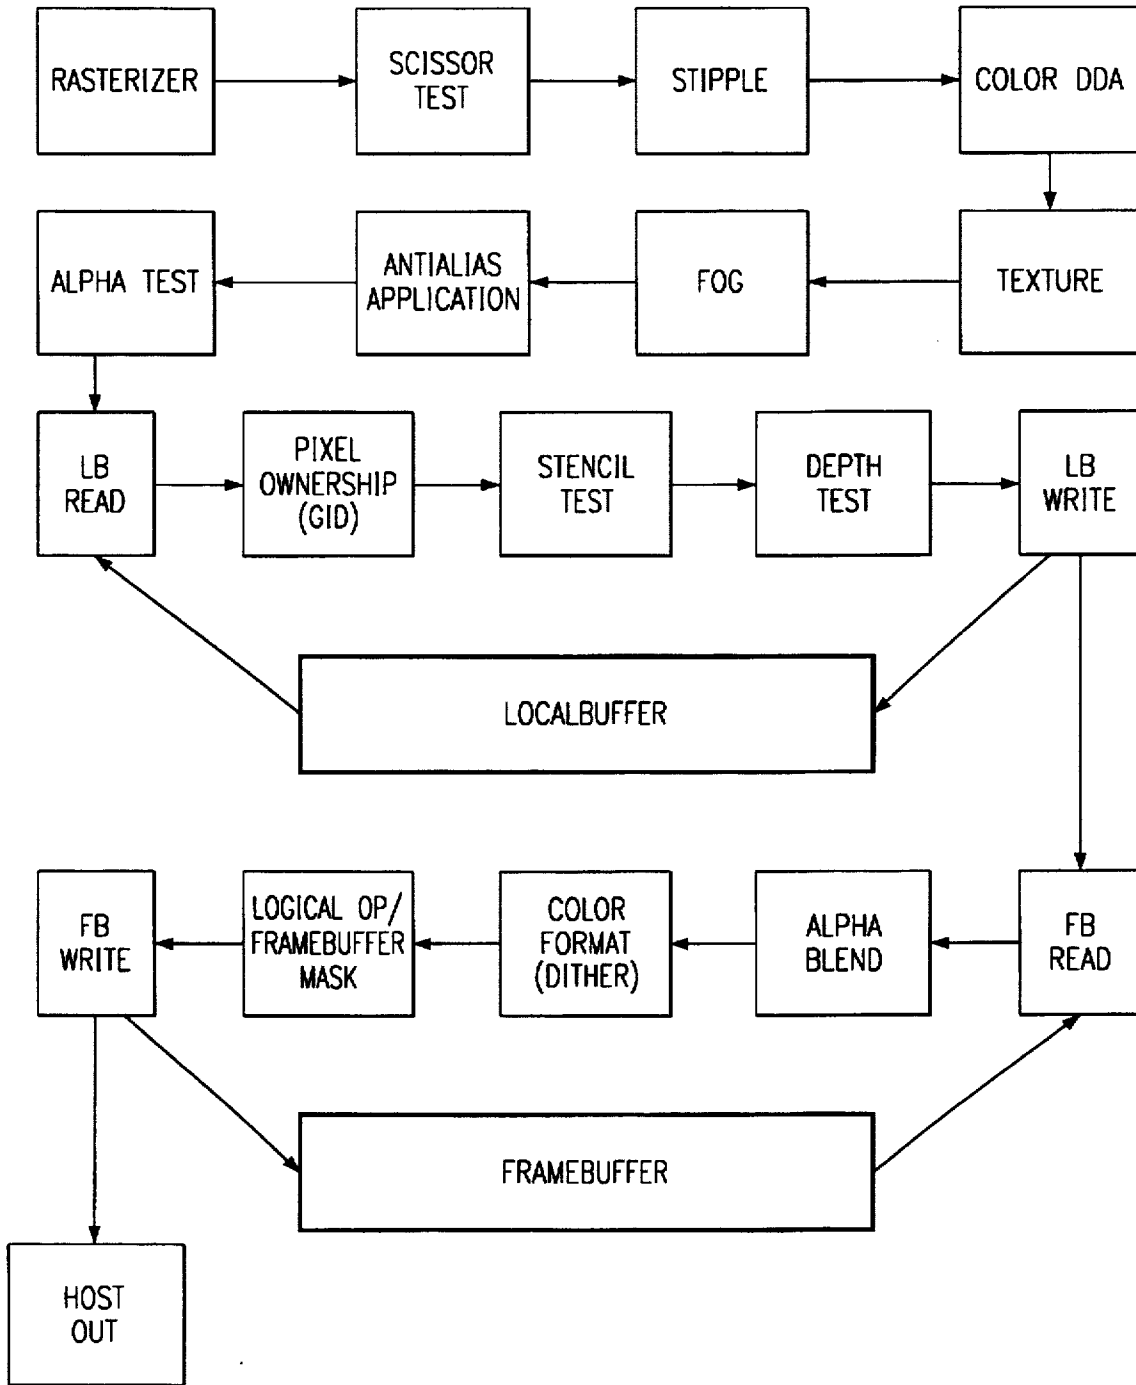 RASTERIZER
SCISSOR
TEST
STIPPLE
COLOR DDA
ALPHA TEST
ANTIALIAS
APPLICATION
FOG
TEXTURE
LB
READ
PIXEL
OWNERSHIP
(GID)
STENCIL
TEST
DEPTH
TEST
LB
WRITE
LOCALBUFFER
FB
WRITE
LOGICAL OP/
FRAMEBUFFER
MASK
COLOR
FORMAT
(DITHER)
ALPHA
BLEND
FB
READ
FRAMEBUFFER
HOST
OUT